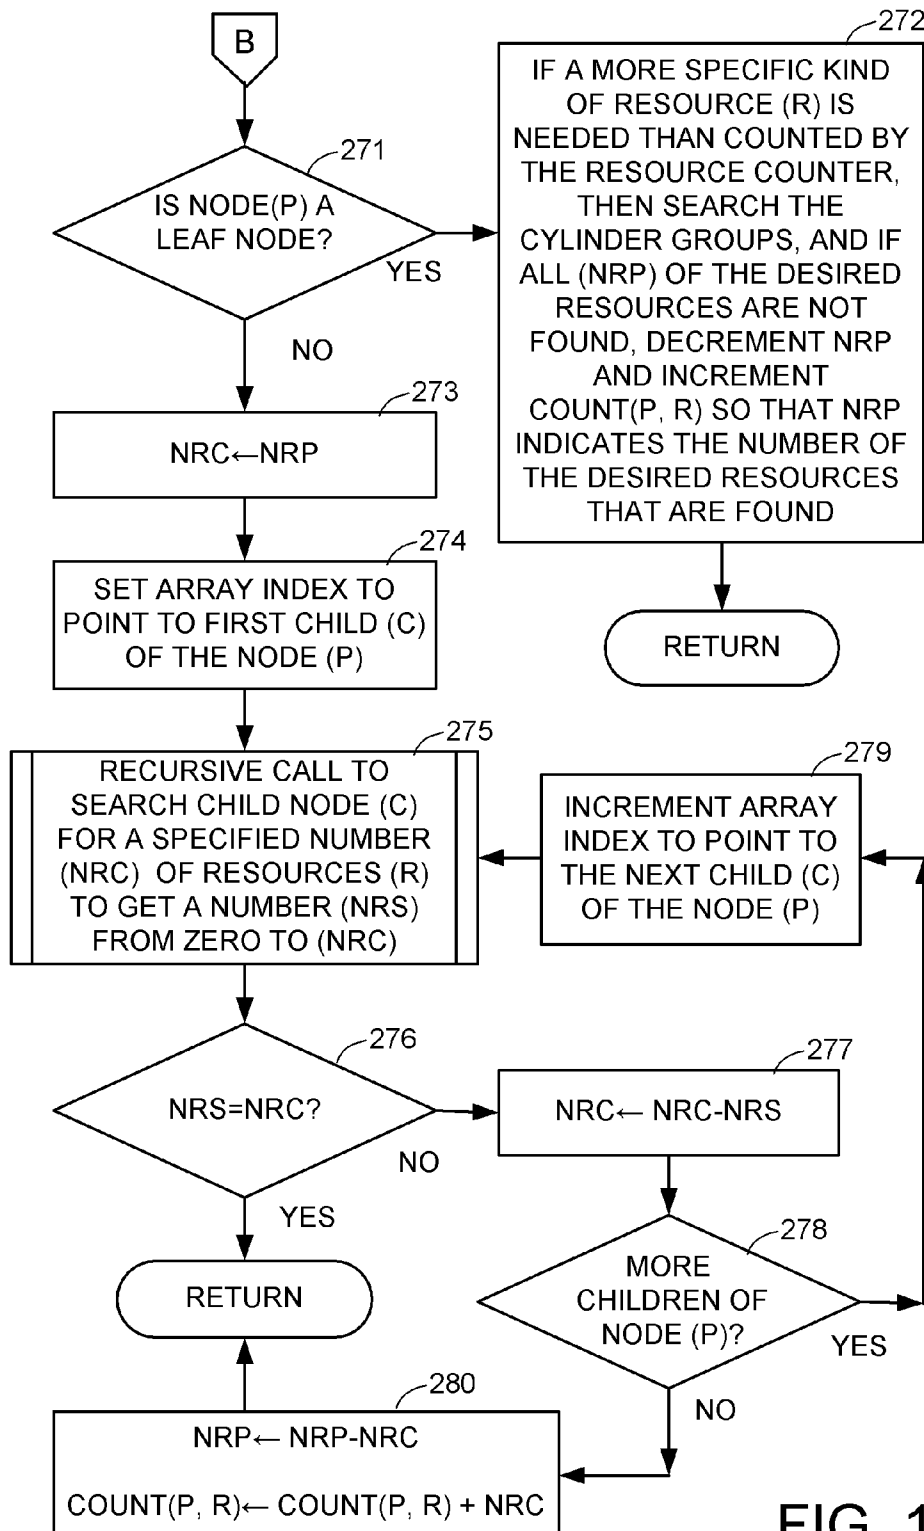 B
271
IS NODE(P) A
LEAF NODE?
YES
NO
272
IF A MORE SPECIFIC KIND
OF RESOURCE (R) IS
NEEDED THAN COUNTED BY
THE RESOURCE COUNTER,
THEN SEARCH THE
CYLINDER GROUPS, AND IF
ALL (NRP) OF THE DESIRED
RESOURCES ARE NOT
FOUND, DECREMENT NRP
AND INCREMENT
COUNT(P, R) SO THAT NRP
INDICATES THE NUMBER OF
THE DESIRED RESOURCES
THAT ARE FOUND
RETURN
273
NRC←NRP
274
SET ARRAY INDEX TO
POINT TO FIRST CHILD (C)
OF THE NODE (P)
275
RECURSIVE CALL TO
SEARCH CHILD NODE (C)
FOR A SPECIFIED NUMBER
(NRC) OF RESOURCES (R)
TO GET A NUMBER (NRS)
FROM ZERO TO (NRC)
279
INCREMENT ARRAY
INDEX TO POINT TO
THE NEXT CHILD (C)
OF THE NODE (P)
276
NRS=NRC?
NO
YES
277
NRC← NRC-NRS
278
MORE
CHILDREN OF
NODE (P)?
YES
NO
RETURN
280
NRP← NRP-NRC
COUNT(P, R)← COUNT(P, R) + NRC
FIG. 1